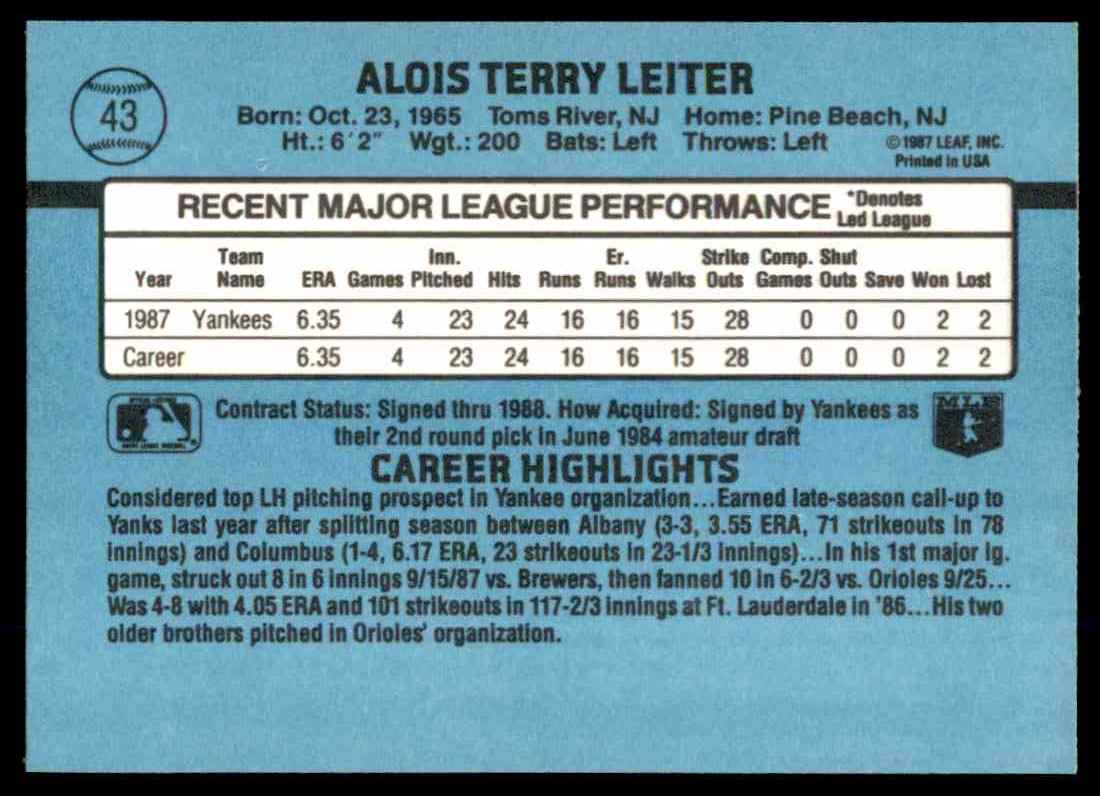 43
ALOIS TERRY LEITER
Born: Oct. 23, 1965 Toms River, NJ Home: Pine Beach, NJ
Ht.: 6'2" Wgt.: 200 Bats: Left Throws: Left
© 1987 LEAF, INC.
Printed in USA
RECENT MAJOR LEAGUE PERFORMANCE *Denotes
Led League
Team Inn. Er. Strike Comp. Shut
Year Name ERA Games Pitched Hits Runs Runs Walks Outs Games Outs Save Won Lost
1987 Yankees 6.35 4 23 24 16 16 15 28 0 0 0 2 2
Career 6.35 4 23 24 16 16 15 28 0 0 0 2 2
Contract Status: Signed thru 1988. How Acquired: Signed by Yankees as
their 2nd round pick in June 1984 amateur draft
MLB
CAREER HIGHLIGHTS
Considered top LH pitching prospect in Yankee organization...Earned late-season call-up to
Yanks last year after splitting season between Albany (3-3, 3.55 ERA, 71 strikeouts in 78
innings) and Columbus (1-4, 6.17 ERA, 23 strikeouts in 23-1/3 innings)...In his 1st major lg.
game, struck out 8 in 6 innings 9/15/87 vs. Brewers, then fanned 10 in 6-2/3 vs. Orioles 9/25...
Was 4-8 with 4.05 ERA and 101 strikeouts in 117-2/3 innings at Ft. Lauderdale in '86...His two
older brothers pitched in Orioles' organization.